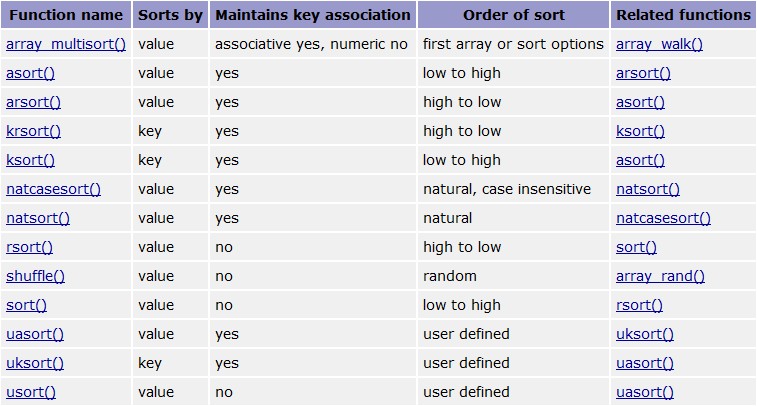 Function name Sorts by Maintains key association Order of sort Related functions
array_multisort() value associative yes, numeric no first array or sort options array_walk()
asort() value yes low to high arsort()
arsort() value yes high to low asort()
krsort() key yes high to low ksort()
ksort() key yes low to high asort()
natcasesort() value yes natural, case insensitive natsort()
natsort() value yes natural natcasesort()
rsort() value no high to low sort()
shuffle() value no random array_rand()
sort() value no low to high rsort()
uasort() value yes user defined uksort()
uksort() key yes user defined uasort()
usort() value no user defined uasort()